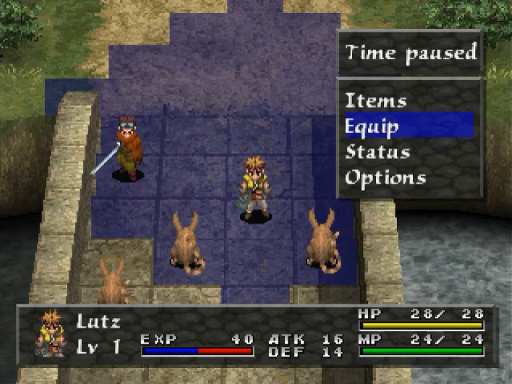 Time paused
Items
Equip
Status
Options
Lutz
Lv 1
EXP 40
ATK 16
DEF 14
HP 28/ 28
MP 24/ 24